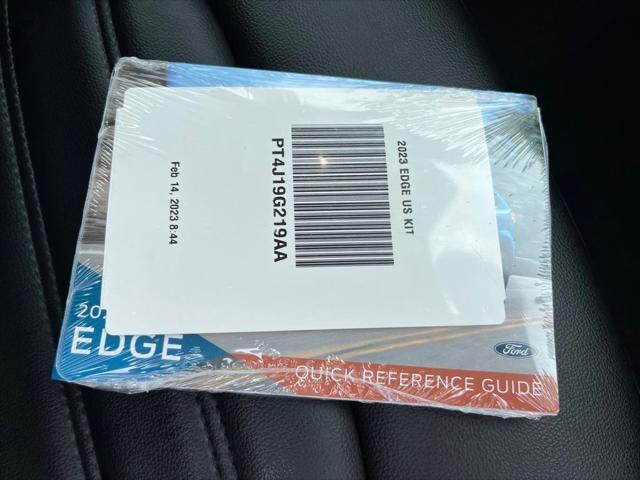 2023 EDGE US KIT
PT4J19G219AA
Feb 14, 2023 8:44
EDGE
Ford
QUICK REFERENCE GUIDE